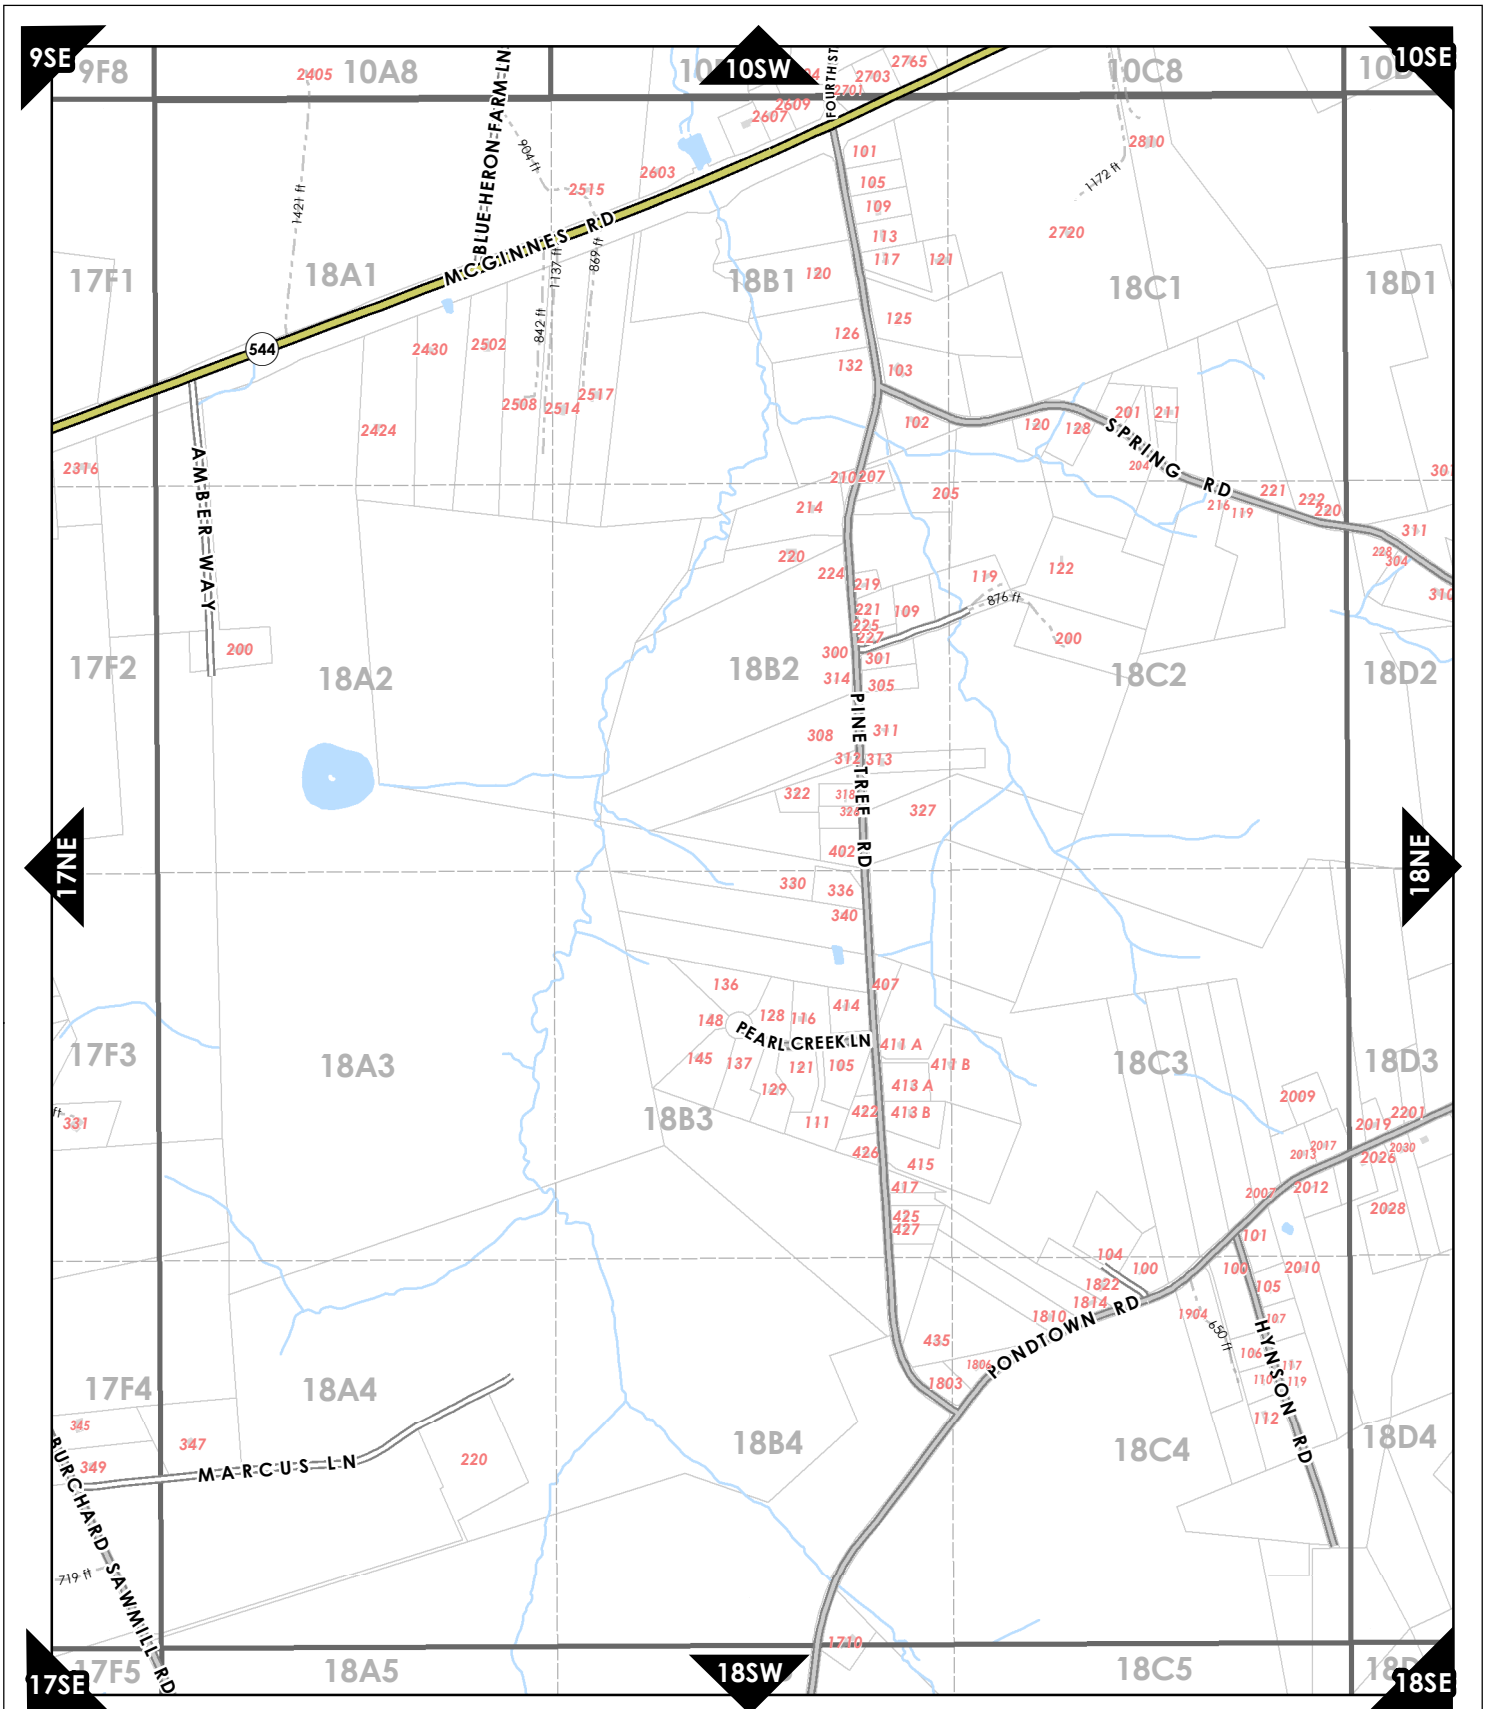 9SE
10SW
10SE
9F8
10A8
10C8
2405
BLUE HERON FARM LN
FOURTH ST
2765
2703
2701
2609
2607
101
2810
904 ft
1172 ft
2603
2515
105
109
1421 ft
MCGINNES RD
113
2720
117
121
869 ft
1137 ft
17F1
18A1
18B1
120
18C1
18D1
842 ft
125
126
544
2430
2502
132
103
2508
2514
2517
2424
102
120
128
201
211
SPRING RD
204
2316
AMBER WAY
210
207
205
221
222
220
216
119
214
311
220
228
304
224
219
119
122
310
876 ft
221
109
225
227
200
200
300
301
17F2
18A2
18B2
314
305
18C2
18D2
PINE TREE RD
308
311
312
313
322
318
326
327
402
17NE
18NE
330
336
340
136
407
414
148
128
116
PEARL CREEK LN
411 A
17F3
18A3
145
137
121
105
411 B
18C3
18D3
129
413 A
2009
ft
331
18B3
111
422
413 B
2019
2201
426
415
2013
2017
2026
2030
417
2007
2012
2028
425
427
101
104
100
100
2010
1822
105
1814
1810
1904
107
PONDTOWN RD
650 ft
HYNSON RD
435
106
1806
117
1803
110
119
17F4
18A4
112
345
347
18B4
18C4
18D4
349
MARCUS LN
220
BURCHARD SAWMILL RD
719 ft
1710
17F5
18A5
18C5
17SE
18SW
18SE